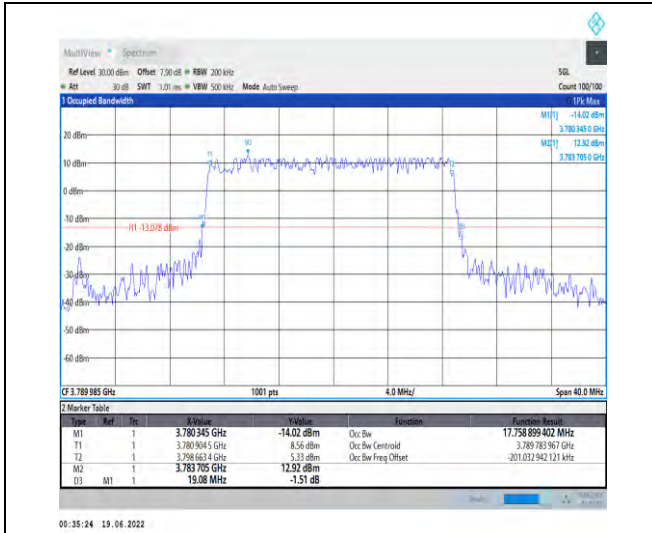 MultiView Spectrum
Ref Level 30.00 dBm Offset 7.90 dB RBW 200 kHz SGL
Att 30 dB SWT 1.01 ms VBW 500 kHz Mode Auto Sweep Count 100/100
1 Occupied Bandwidth 1Pk Max
M1[1] -14.02 dBm
3.780 345 0 GHz
20 dBm M2[1] 12.92 dBm
3.783 705 0 GHz
10 dBm
0 dBm
-10 dBm
H1 -13.078 dBm
-20 dBm
-30 dBm
-40 dBm
-50 dBm
-60 dBm
CF 3.789 985 GHz 1001 pts 4.0 MHz/ Span 40.0 MHz
2 Marker Table
Type Ref Trc X-Value Y-Value Function Function Result
M1 1 3.780 345 GHz -14.02 dBm Occ Bw 17.758 899 402 MHz
T1 1 3.780 904 5 GHz 8.56 dBm Occ Bw Centroid 3.789 783 967 GHz
T2 1 3.798 663 4 GHz 5.33 dBm Occ Bw Freq Offset -201.032 942 121 kHz
M2 1 3.783 705 GHz 12.92 dBm
D3 M1 1 19.08 MHz -1.51 dB
00:35:24 19.06.2022